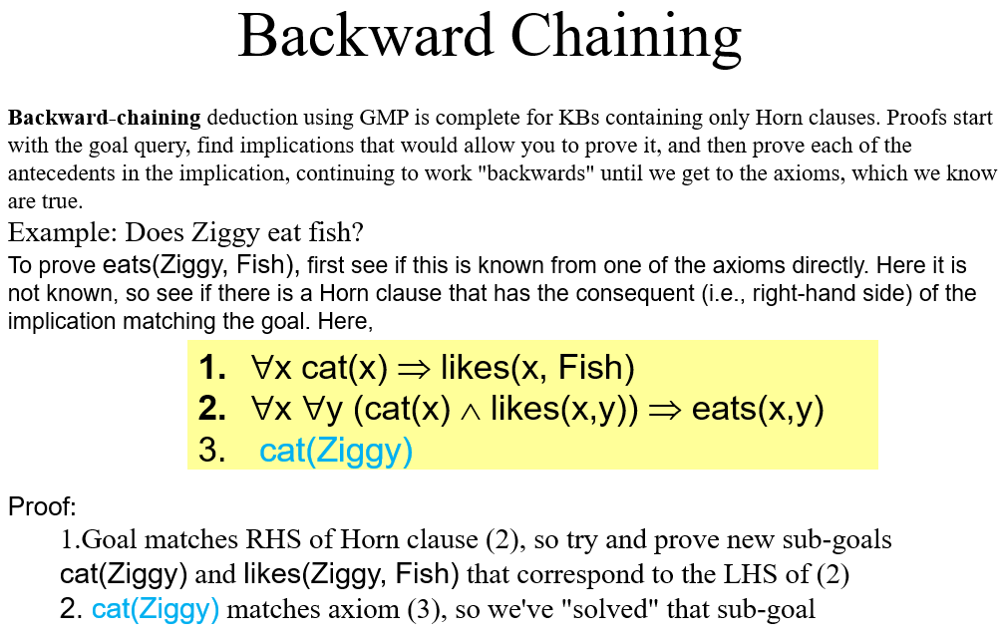 Backward Chaining
Backward-chaining deduction using GMP is complete for KBs containing only Horn clauses. Proofs start
with the goal query, find implications that would allow you to prove it, and then prove each of the
antecedents in the implication, continuing to work "backwards" until we get to the axioms, which we know
are true.
Example: Does Ziggy eat fish?
To prove eats(Ziggy, Fish), first see if this is known from one of the axioms directly. Here it is
not known, so see if there is a Horn clause that has the consequent (i.e., right-hand side) of the
implication matching the goal. Here,
1. ∀x cat(x) ⇒ likes(x, Fish)
2. ∀x ∀y (cat(x) ∧ likes(x,y)) ⇒ eats(x,y)
3. cat(Ziggy)
Proof:
1.Goal matches RHS of Horn clause (2), so try and prove new sub-goals
cat(Ziggy) and likes(Ziggy, Fish) that correspond to the LHS of (2)
2. cat(Ziggy) matches axiom (3), so we've "solved" that sub-goal